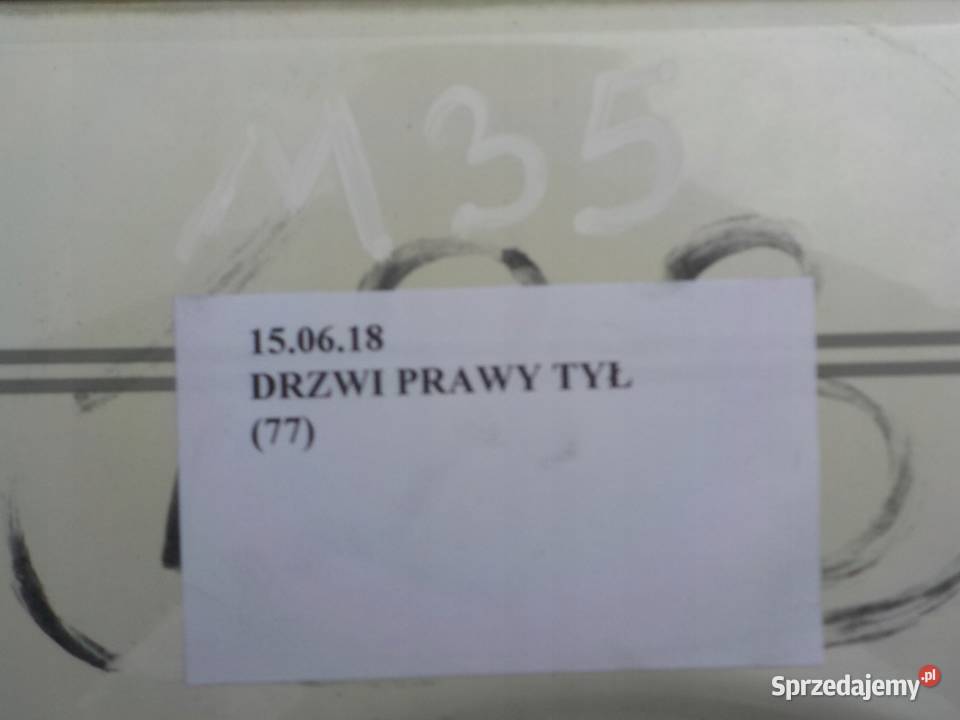 M35
15.06.18
DRZWI PRAWY TYŁ
(77)
Sprzedajemy.pl